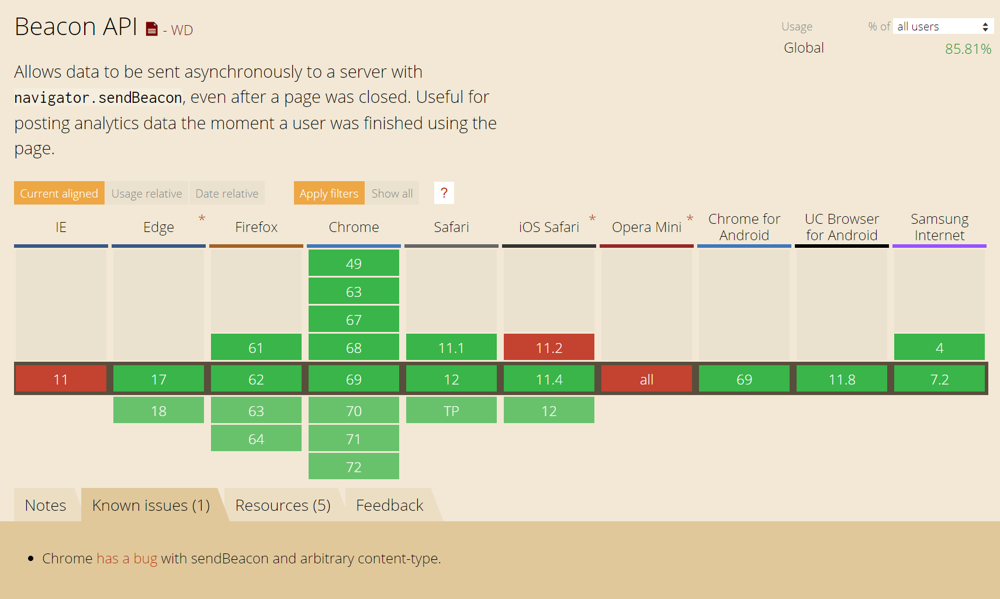 Beacon API - WD
Usage % of all users
Global 85.81%
Allows data to be sent asynchronously to a server with
navigator.sendBeacon, even after a page was closed. Useful for
posting analytics data the moment a user was finished using the
page.
Current aligned Usage relative Date relative Apply filters Show all ?
IE Edge * Firefox Chrome Safari iOS Safari * Opera Mini * Chrome for Android UC Browser for Android Samsung Internet
49
63
67
61 68 11.1 11.2 4
11 17 62 69 12 11.4 all 69 11.8 7.2
18 63 70 TP 12
64 71
72
Notes Known issues (1) Resources (5) Feedback
• Chrome has a bug with sendBeacon and arbitrary content-type.